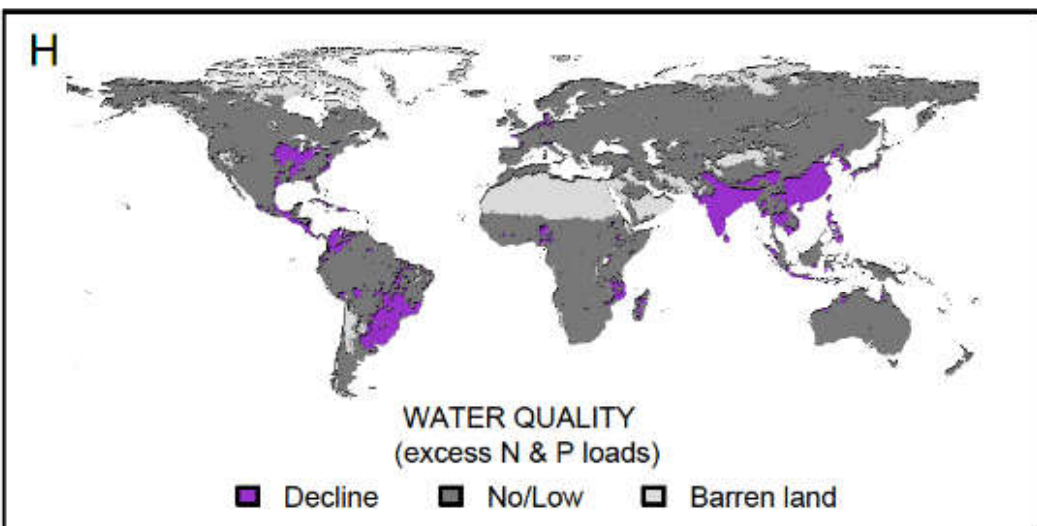 H
WATER QUALITY
(excess N & P loads)
Decline No/Low Barren land